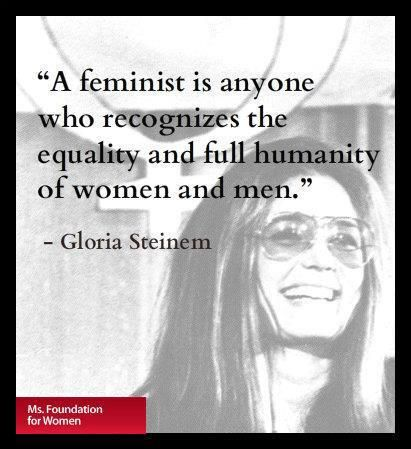 “A feminist is anyone
who recognizes the
equality and full humanity
of women and men.”
- Gloria Steinem
Ms. Foundation
for Women